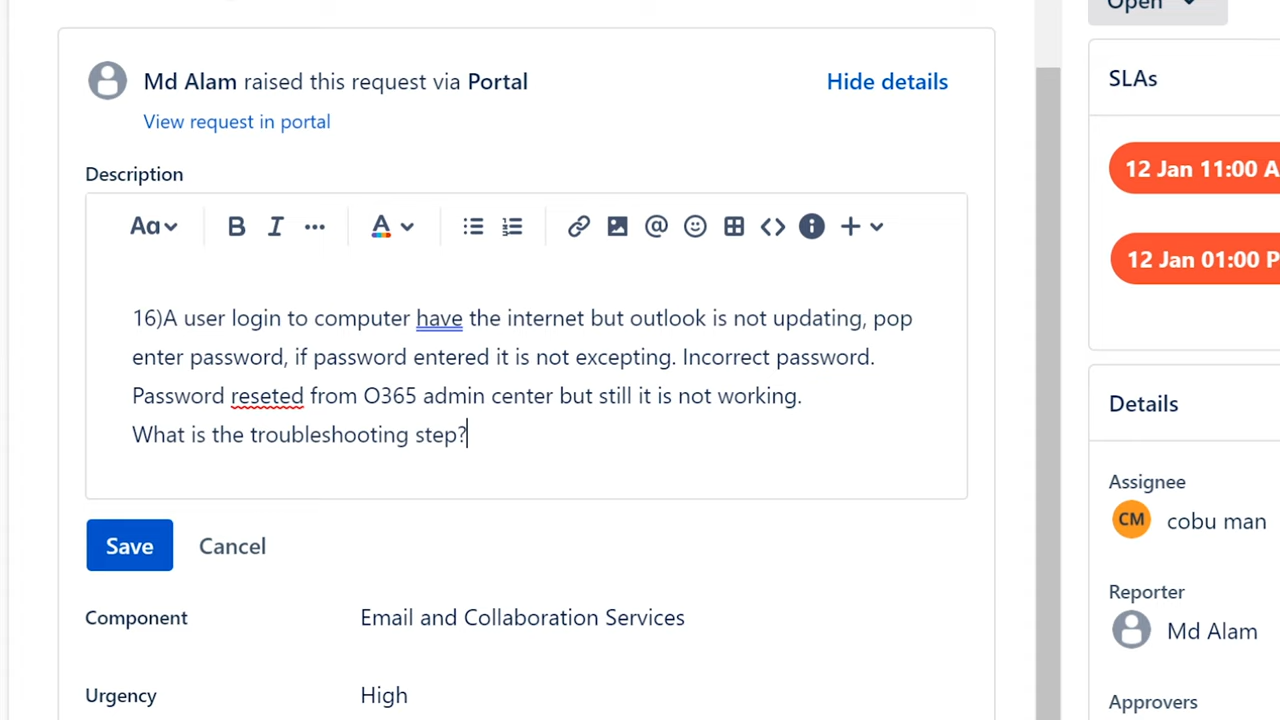 Open
Md Alam raised this request via Portal
Hide details
View request in portal
Description
Aa
B I ... A @ <> i +
16)A user login to computer have the internet but outlook is not updating, pop
enter password, if password entered it is not excepting. Incorrect password.
Password reseted from O365 admin center but still it is not working.
What is the troubleshooting step?
Save Cancel
Component Email and Collaboration Services
Urgency High
SLAs
12 Jan 11:00 A
12 Jan 01:00 P
Details
Assignee
CM cobu man
Reporter
Md Alam
Approvers